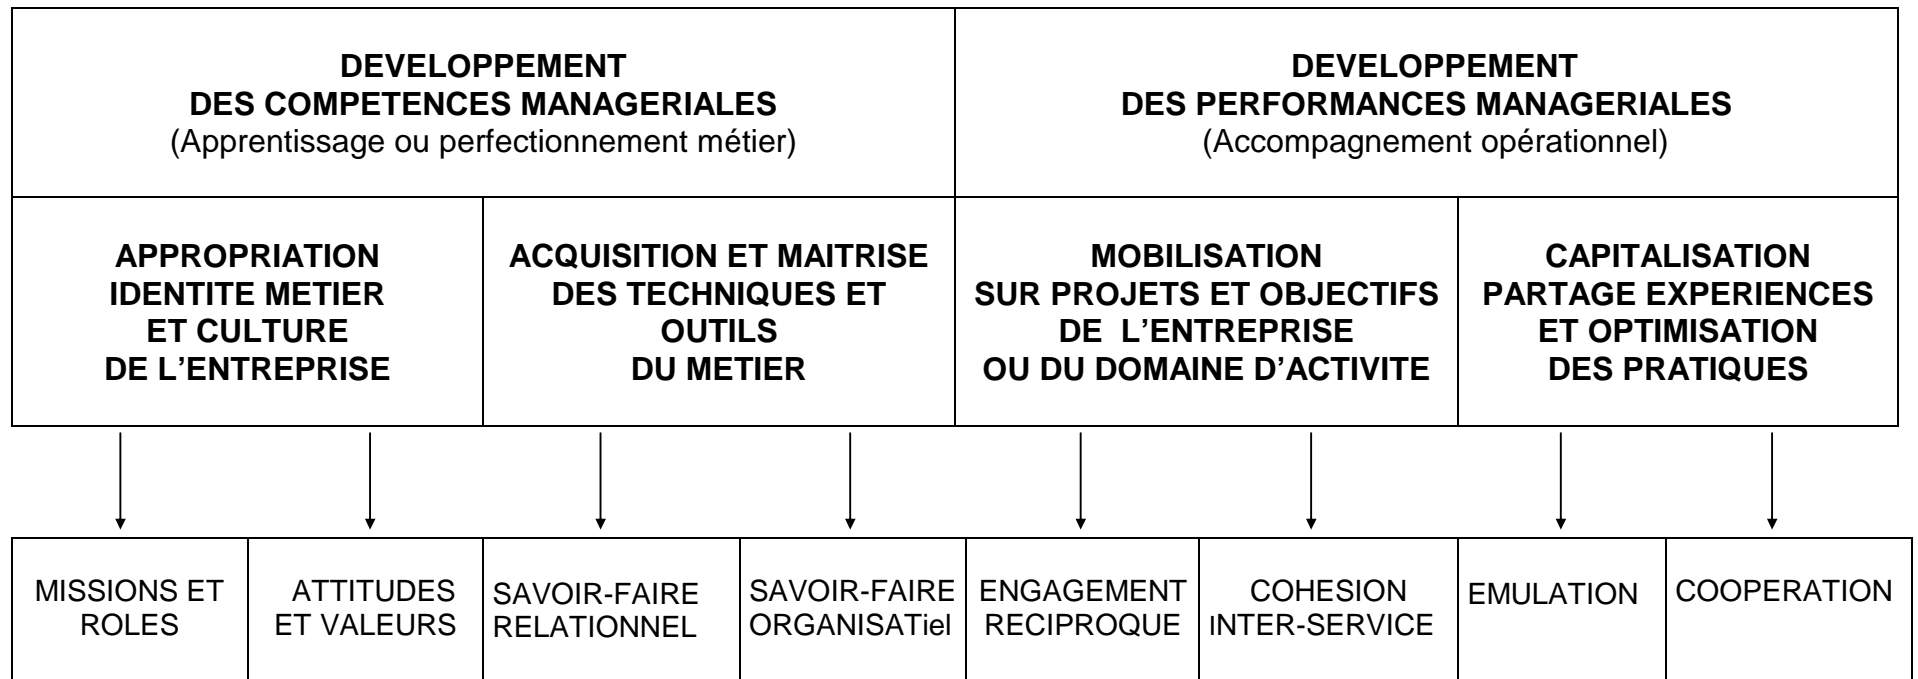 DEVELOPPEMENT
DES COMPETENCES MANAGERIALES
(Apprentissage ou perfectionnement métier)
DEVELOPPEMENT
DES PERFORMANCES MANAGERIALES
(Accompagnement opérationnel)
APPROPRIATION
IDENTITE METIER
ET CULTURE
DE L’ENTREPRISE
ACQUISITION ET MAITRISE
DES TECHNIQUES ET
OUTILS
DU METIER
MOBILISATION
SUR PROJETS ET OBJECTIFS
DE L’ENTREPRISE
OU DU DOMAINE D’ACTIVITE
CAPITALISATION
PARTAGE EXPERIENCES
ET OPTIMISATION
DES PRATIQUES
MISSIONS ET
ROLES
ATTITUDES
ET VALEURS
SAVOIR-FAIRE
RELATIONNEL
SAVOIR-FAIRE
ORGANISATiel
ENGAGEMENT
RECIPROQUE
COHESION
INTER-SERVICE
EMULATION
COOPERATION